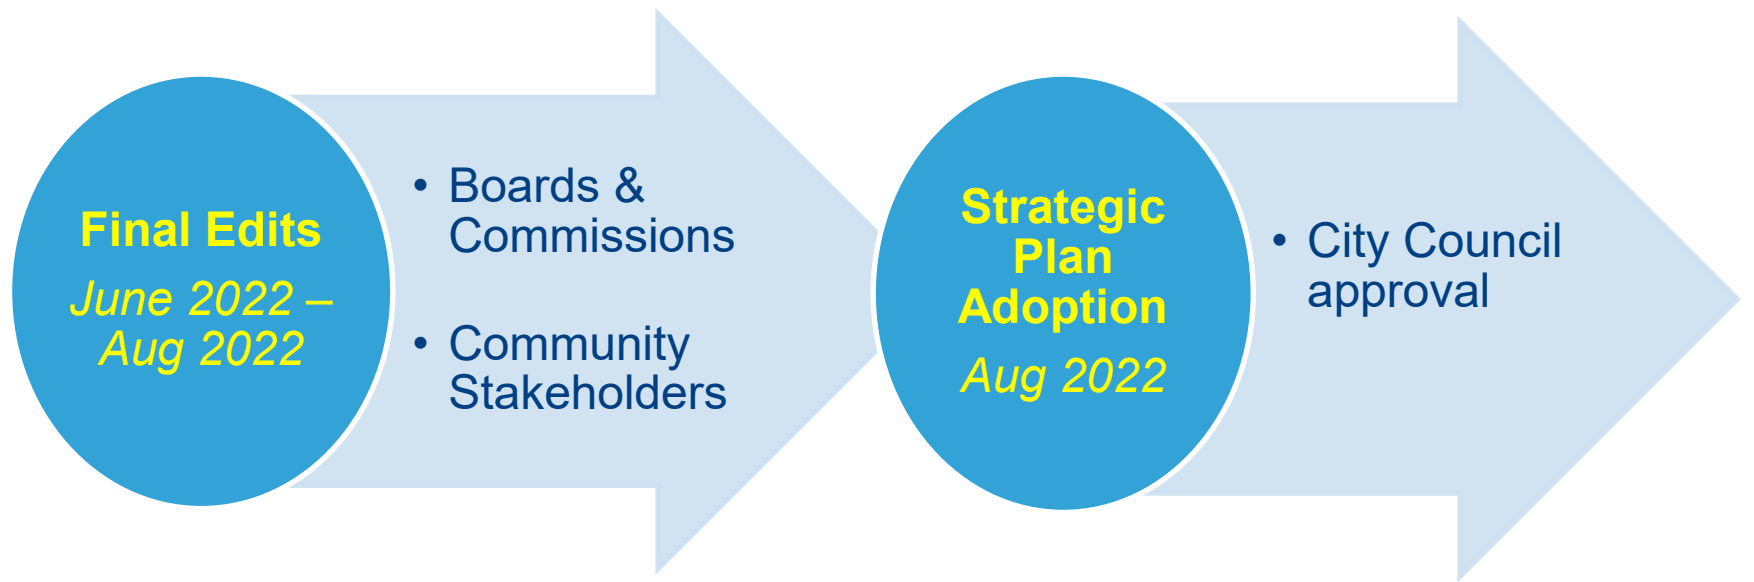 Final Edits
June 2022 –
Aug 2022
• Boards &
Commissions
• Community
Stakeholders
Strategic
Plan
Adoption
Aug 2022
• City Council
approval